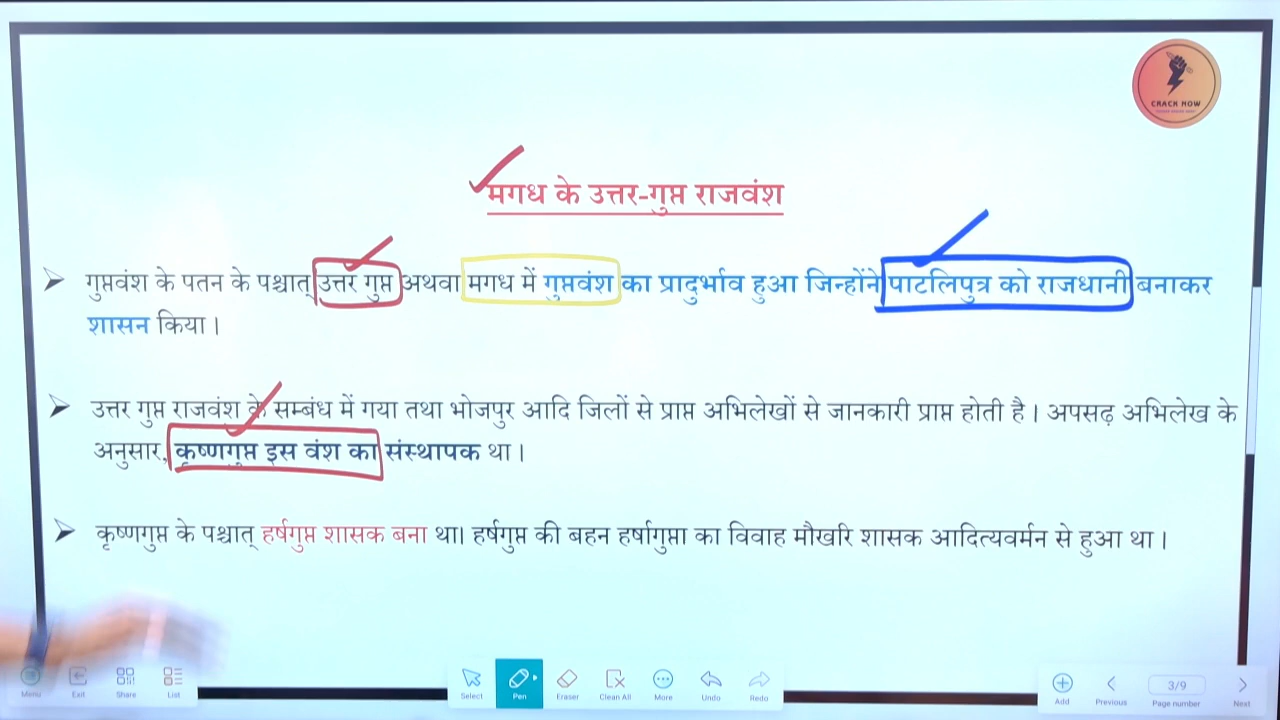 CRACK NOW
मगध के उत्तर-गुप्त राजवंश
गुप्तवंश के पतन के पश्चात् उत्तर गुप्त अथवा मगध में गुप्तवंश का प्रादुर्भाव हुआ जिन्होंने पाटलिपुत्र को राजधानी बनाकर
शासन किया।
उत्तर गुप्त राजवंश के सम्बंध में गया तथा भोजपुर आदि जिलों से प्राप्त अभिलेखों से जानकारी प्राप्त होती है। अपसढ़ अभिलेख के
अनुसार, कृष्णगुप्त इस वंश का संस्थापक था।
कृष्णगुप्त के पश्चात् हर्षगुप्त शासक बना था। हर्षगुप्त की बहन हर्षागुप्ता का विवाह मौखरि शासक आदित्यवर्मन से हुआ था।
Menu Exit Share List Select Pen Eraser Clean All More Undo Redo Add Previous 3/9 Page number Next